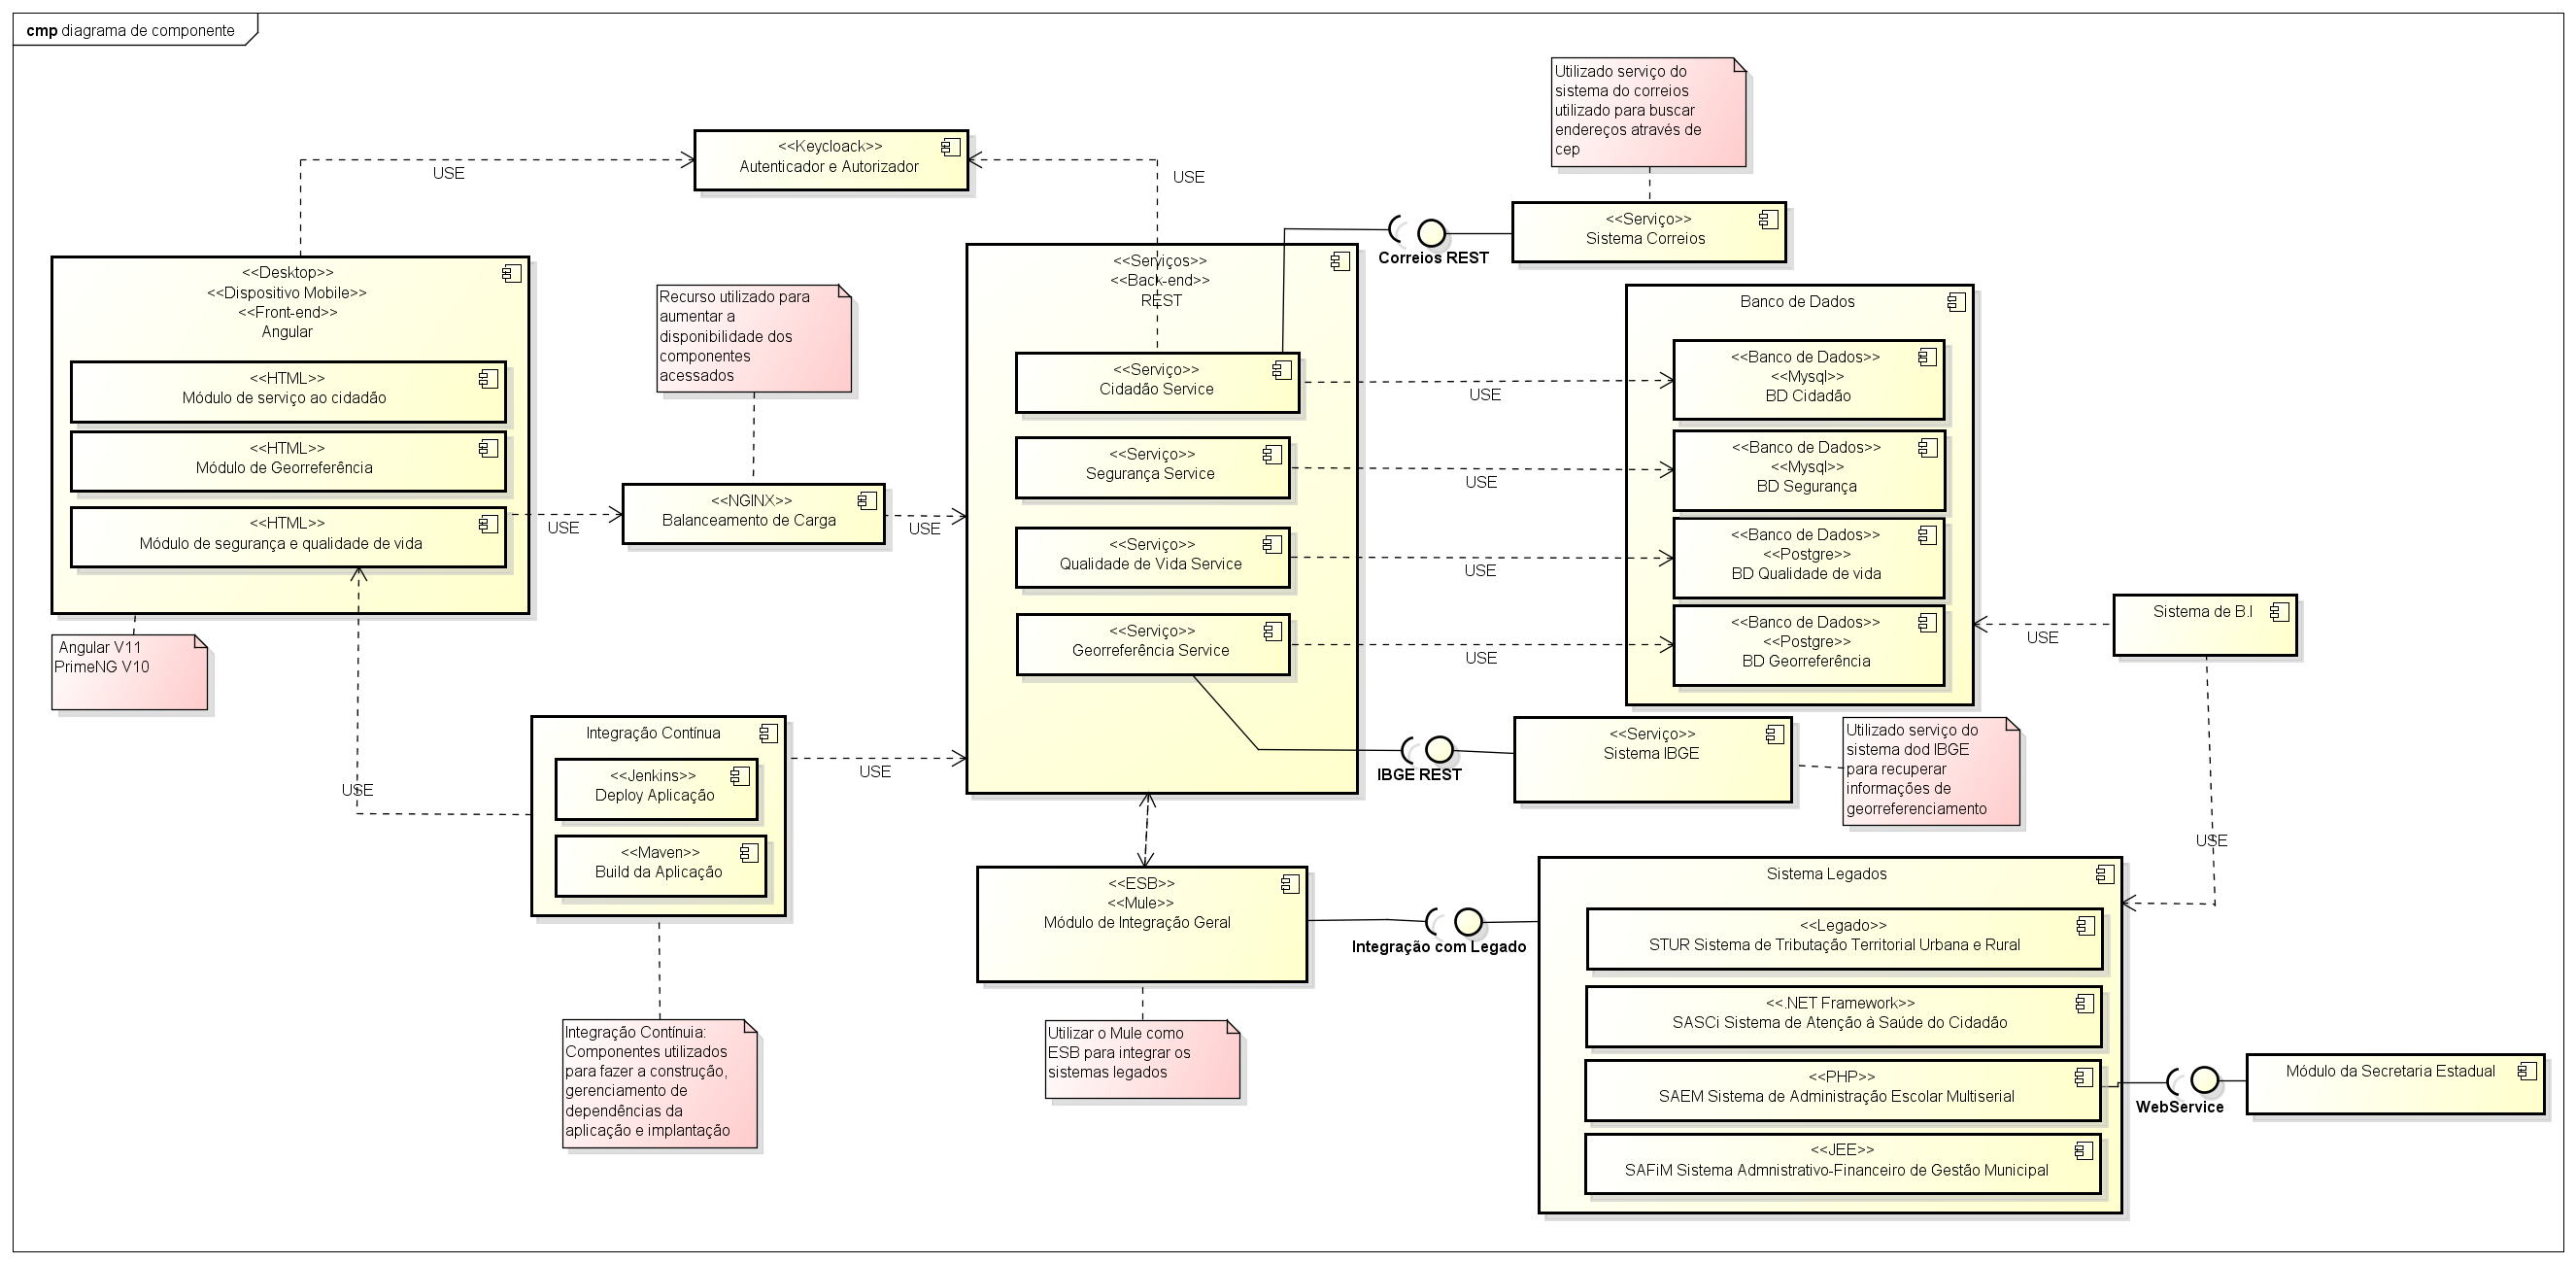 cmp diagrama de componente
Utilizado serviço do
sistema do correios
utilizado para buscar
endereços através de
cep
<<Keycloack>>
Autenticador e Autorizador
USE
USE
<<Serviço>>
Sistema Correios
Correios REST
<<Desktop>>
<<Dispositivo Mobile>>
<<Front-end>>
Angular
<<HTML>>
Módulo de serviço ao cidadão
<<HTML>>
Módulo de Georreferência
<<HTML>>
Módulo de segurança e qualidade de vida
Angular V11
PrimeNG V10
Recurso utilizado para
aumentar a
disponibilidade dos
componentes
acessados
USE
<<NGINX>>
Balanceamento de Carga
USE
<<Serviços>>
<<Back-end>>
REST
<<Serviço>>
Cidadão Service
<<Serviço>>
Segurança Service
<<Serviço>>
Qualidade de Vida Service
<<Serviço>>
Georreferência Service
USE
USE
USE
USE
Banco de Dados
<<Banco de Dados>>
<<Mysql>>
BD Cidadão
<<Banco de Dados>>
<<Mysql>>
BD Segurança
<<Banco de Dados>>
<<Postgre>>
BD Qualidade de vida
<<Banco de Dados>>
<<Postgre>>
BD Georreferência
USE
Sistema de B.I
USE
Integração Contínua
<<Jenkins>>
Deploy Aplicação
<<Maven>>
Build da Aplicação
USE
USE
IBGE REST
<<Serviço>>
Sistema IBGE
Utilizado serviço do
sistema dod IBGE
para recuperar
informações de
georreferenciamento
Integração Contínuia:
Componentes utilizados
para fazer a construção,
gerenciamento de
dependências da
aplicação e implantação
<<ESB>>
<<Mule>>
Módulo de Integração Geral
Utilizar o Mule como
ESB para integrar os
sistemas legados
Integração com Legado
Sistema Legados
<<Legado>>
STUR Sistema de Tributação Territorial Urbana e Rural
<<.NET Framework>>
SASCi Sistema de Atenção à Saúde do Cidadão
<<PHP>>
SAEM Sistema de Administração Escolar Multiserial
<<JEE>>
SAFiM Sistema Admnistrativo-Financeiro de Gestão Municipal
WebService
Módulo da Secretaria Estadual